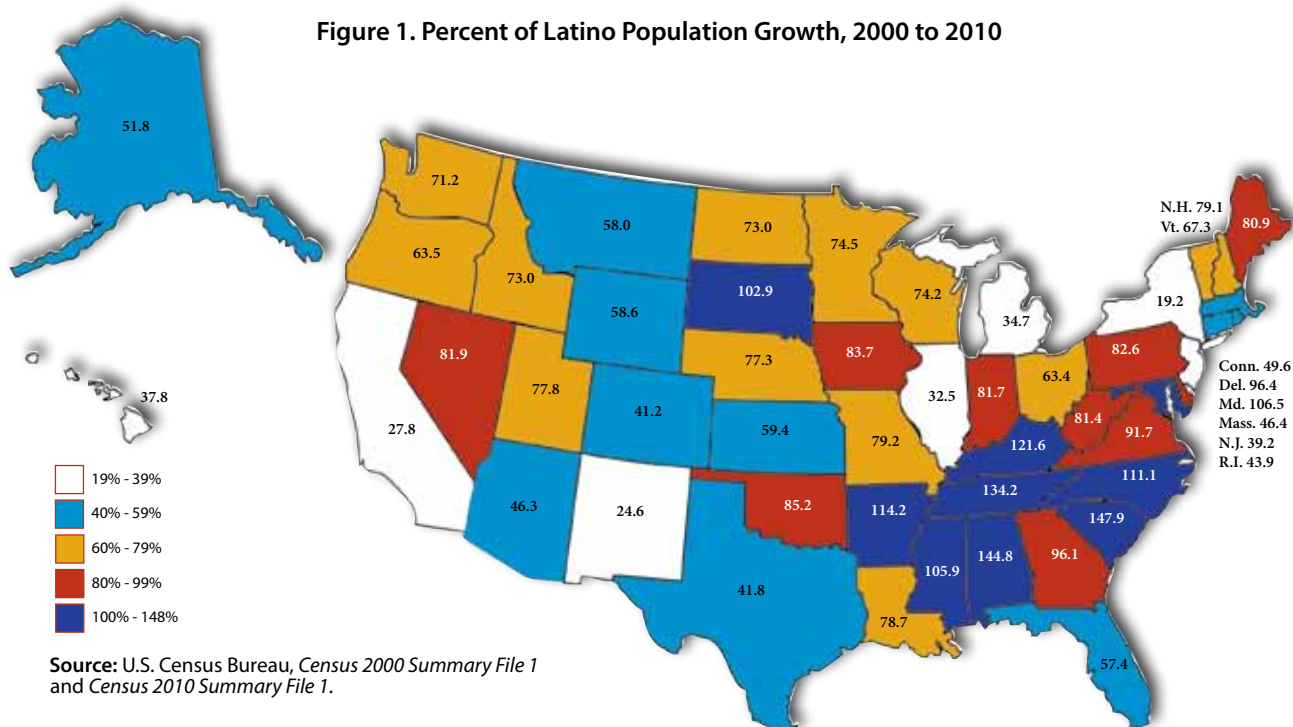 Figure 1. Percent of Latino Population Growth, 2000 to 2010
51.8
71.2
58.0
73.0
74.5
N.H. 79.1
Vt. 67.3
80.9
63.5
73.0
58.6
102.9
74.2
34.7
19.2
81.9
77.8
41.2
77.3
83.7
32.5
81.7
63.4
82.6
37.8
27.8
59.4
79.2
121.6
81.4
91.7
Conn. 49.6
Del. 96.4
Md. 106.5
Mass. 46.4
N.J. 39.2
R.I. 43.9
46.3
24.6
85.2
114.2
134.2
111.1
147.9
41.8
78.7
105.9
144.8
96.1
57.4
19% - 39%
40% - 59%
60% - 79%
80% - 99%
100% - 148%
Source: U.S. Census Bureau, Census 2000 Summary File 1
and Census 2010 Summary File 1.